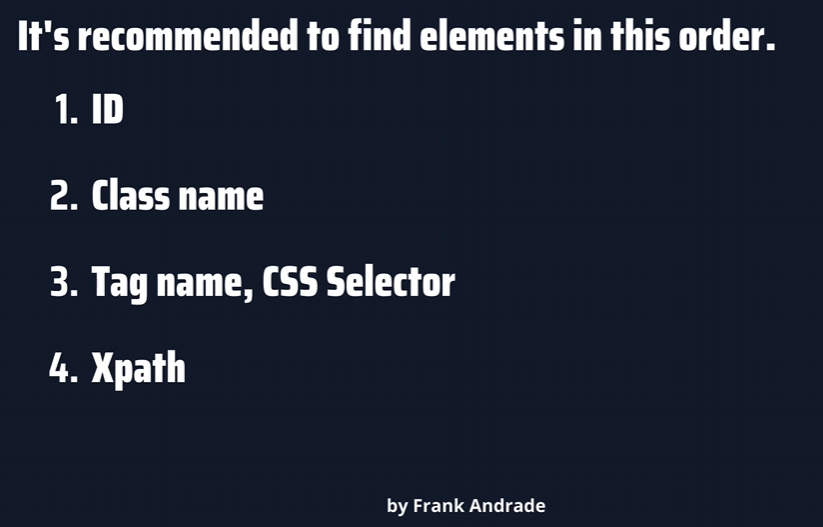 It's recommended to find elements in this order.
1. ID
2. Class name
3. Tag name, CSS Selector
4. Xpath
by Frank Andrade